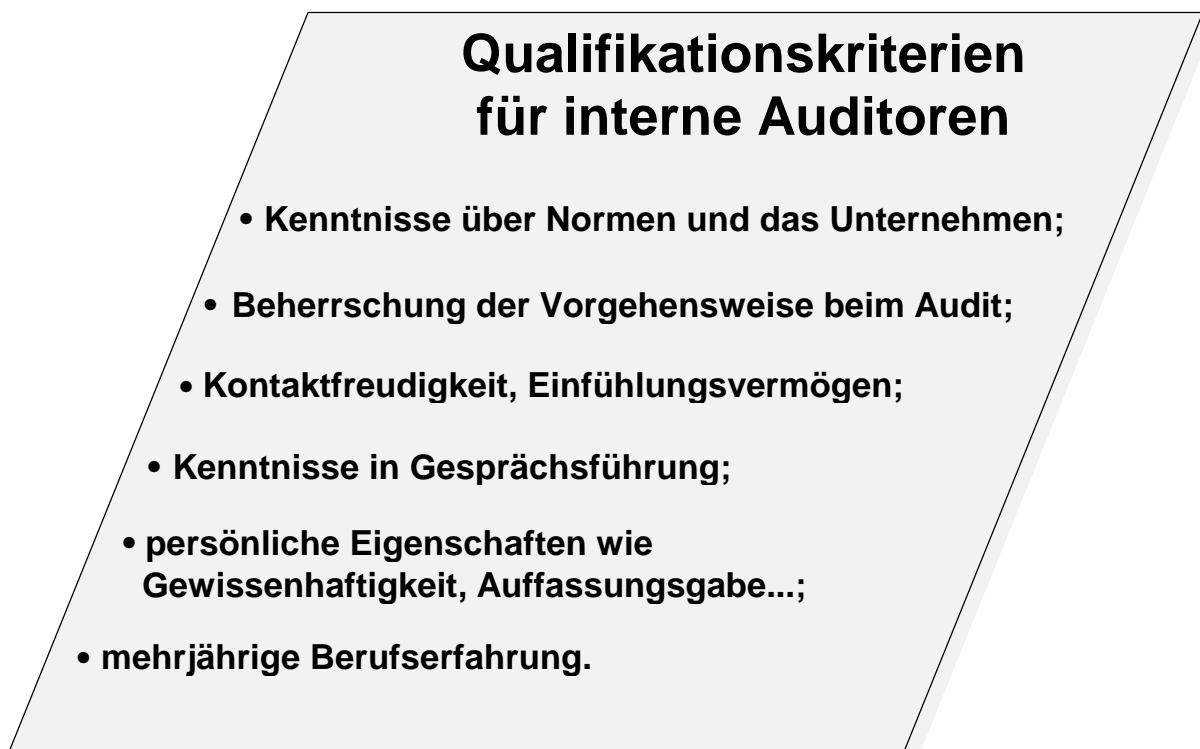 Qualifikationskriterien
für interne Auditoren
• Kenntnisse über Normen und das Unternehmen;
• Beherrschung der Vorgehensweise beim Audit;
• Kontaktfreudigkeit, Einfühlungsvermögen;
• Kenntnisse in Gesprächsführung;
• persönliche Eigenschaften wie
Gewissenhaftigkeit, Auffassungsgabe...;
• mehrjährige Berufserfahrung.